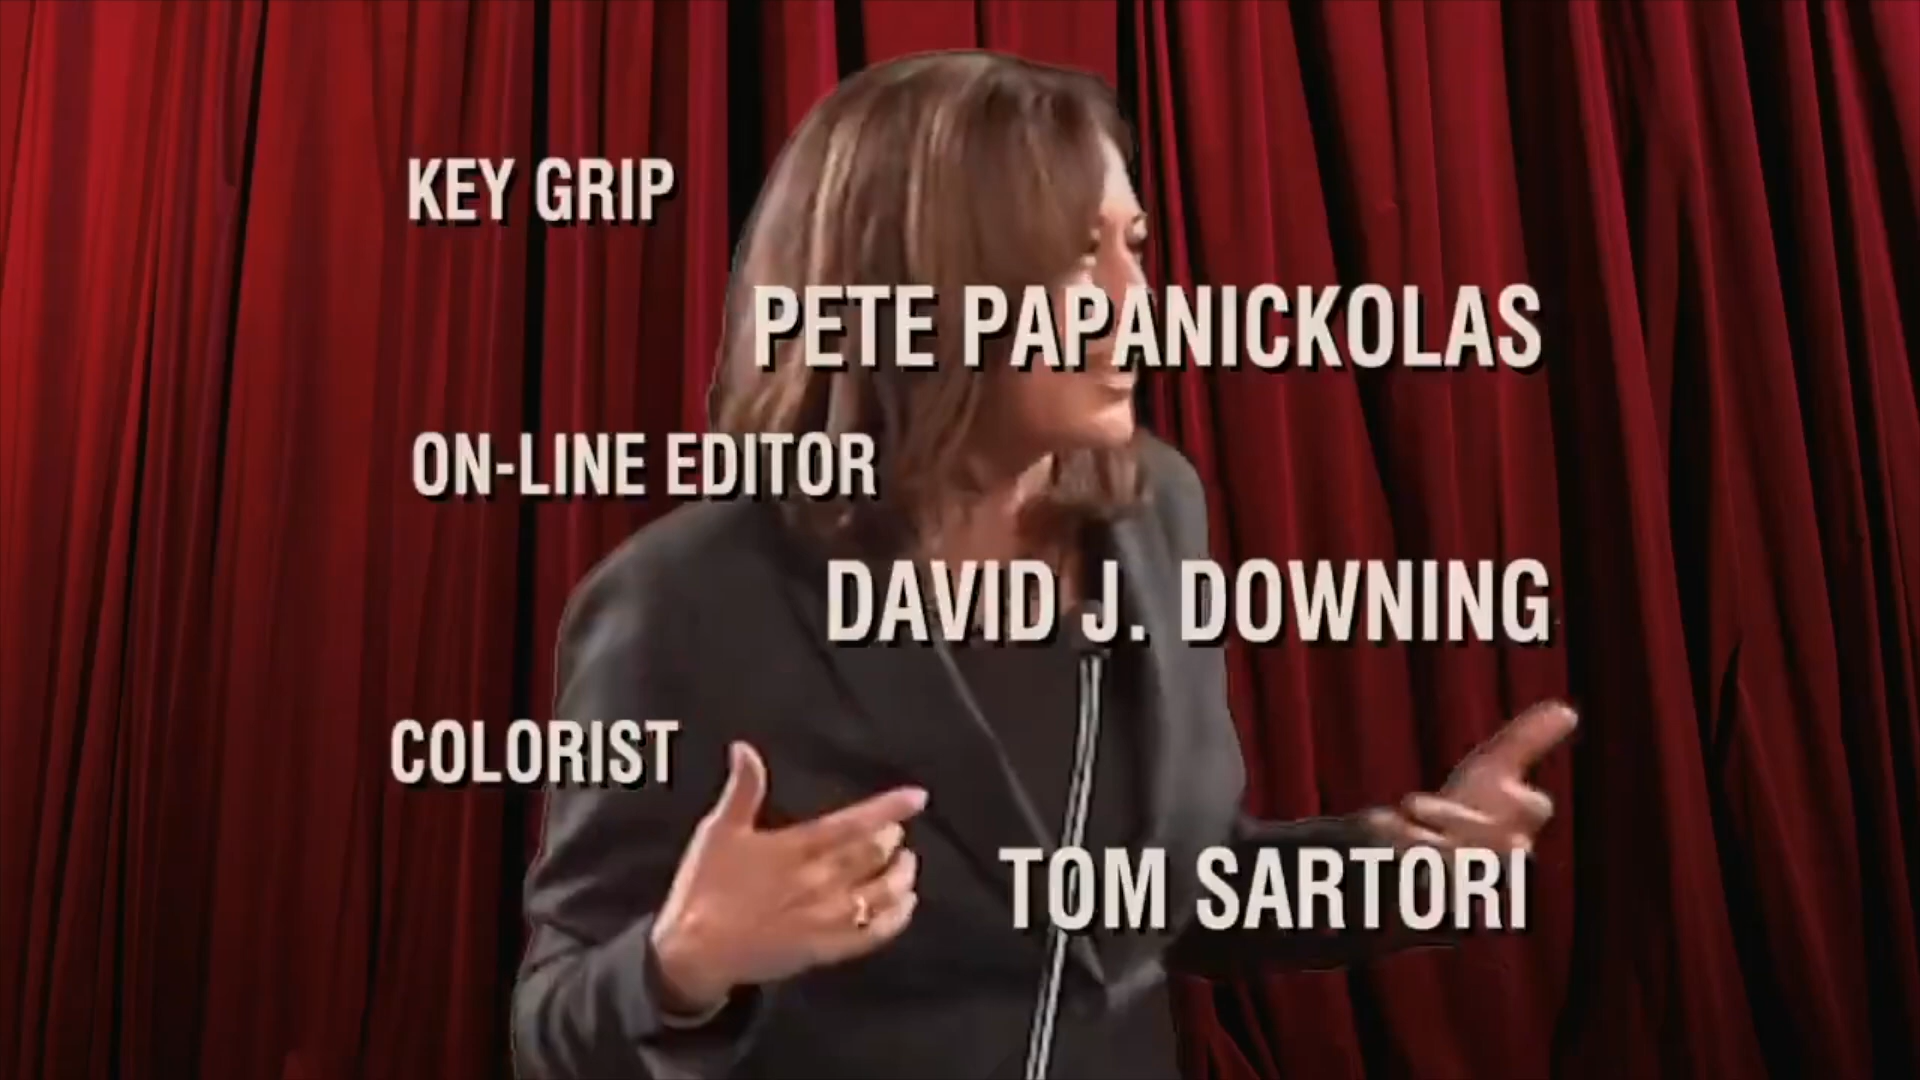 KEY GRIP
PETE PAPANICKOLAS
ON-LINE EDITOR
DAVID J. DOWNING
COLORIST
TOM SARTORI